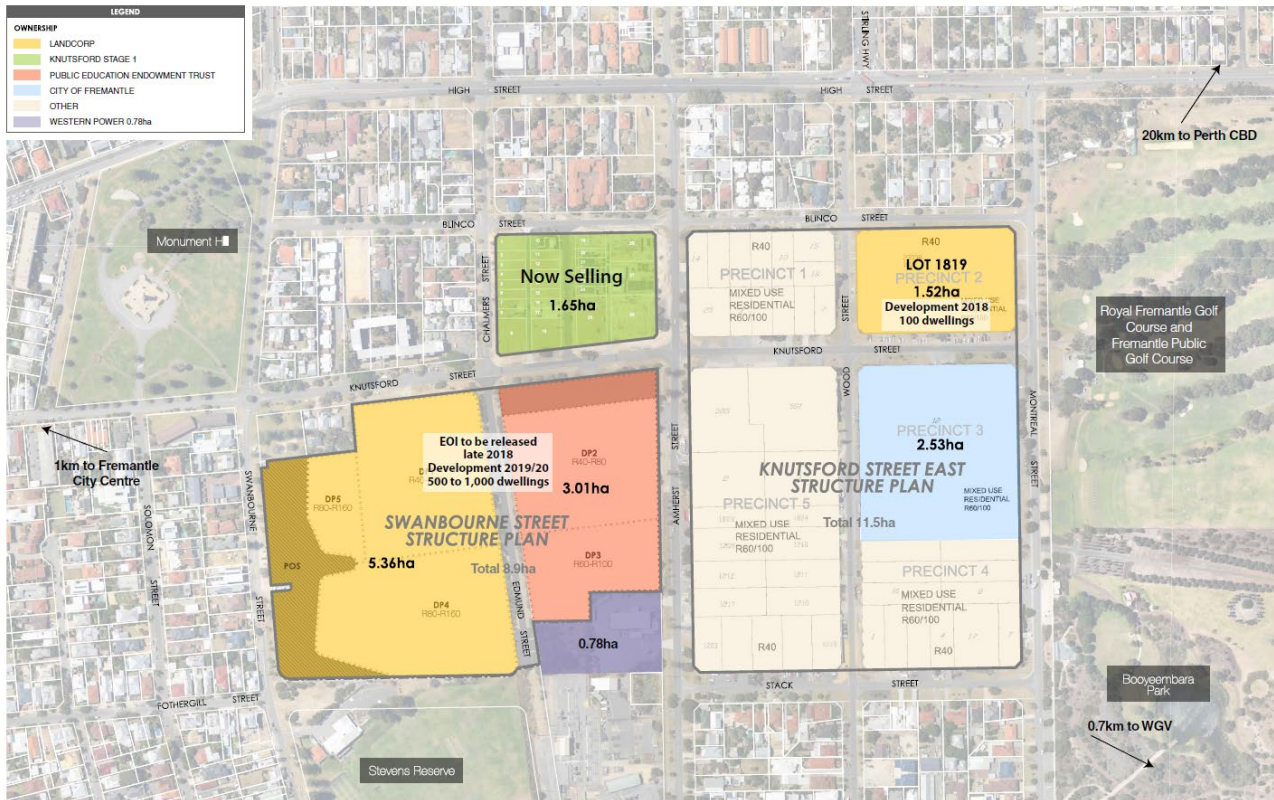 LEGEND
OWNERSHIP
LANDCORP
KNUTSFORD STAGE 1
PUBLIC EDUCATION ENDOWMENT TRUST
CITY OF FREMANTLE
OTHER
WESTERN POWER 0.78ha
STIRLING HWY
HIGH STREET
HIGH STREET
20km to Perth CBD
BLINCO STREET
BLINCO STREET
Monument H
CHALMERS STREET
Now Selling
1.65ha
R40
PRECINCT 1
MIXED USE
RESIDENTIAL
R60/100
R40
LOT 1819
PRECINCT 2
1.52ha
Development 2018
100 dwellings
Royal Fremantle Golf
Course and
Fremantle Public
Golf Course
KNUTSFORD STREET
KNUTSFORD STREET
WOOD STREET
MONTREAL STREET
AMHERST STREET
1km to Fremantle
City Centre
SWANBOURNE STREET
SOLOMON STREET
EOI to be released
late 2018
Development 2019/20
500 to 1,000 dwellings
DP2
R40-R80
3.01ha
DP5
R80-R160
SWANBOURNE STREET
STRUCTURE PLAN
Total 8.9ha
POS
5.36ha
DP3
R60-R100
DP4
R80-R160
EDMUND STREET
0.78ha
PRECINCT 3
2.53ha
KNUTSFORD STREET EAST
STRUCTURE PLAN
Total 11.5ha
MIXED USE
RESIDENTIAL
R60/100
PRECINCT 5
MIXED USE
RESIDENTIAL
R60/100
PRECINCT 4
MIXED USE
RESIDENTIAL
R60/100
R40
R40
STACK STREET
FOTHERGILL STREET
Stevens Reserve
Booyeembara
Park
0.7km to WGV